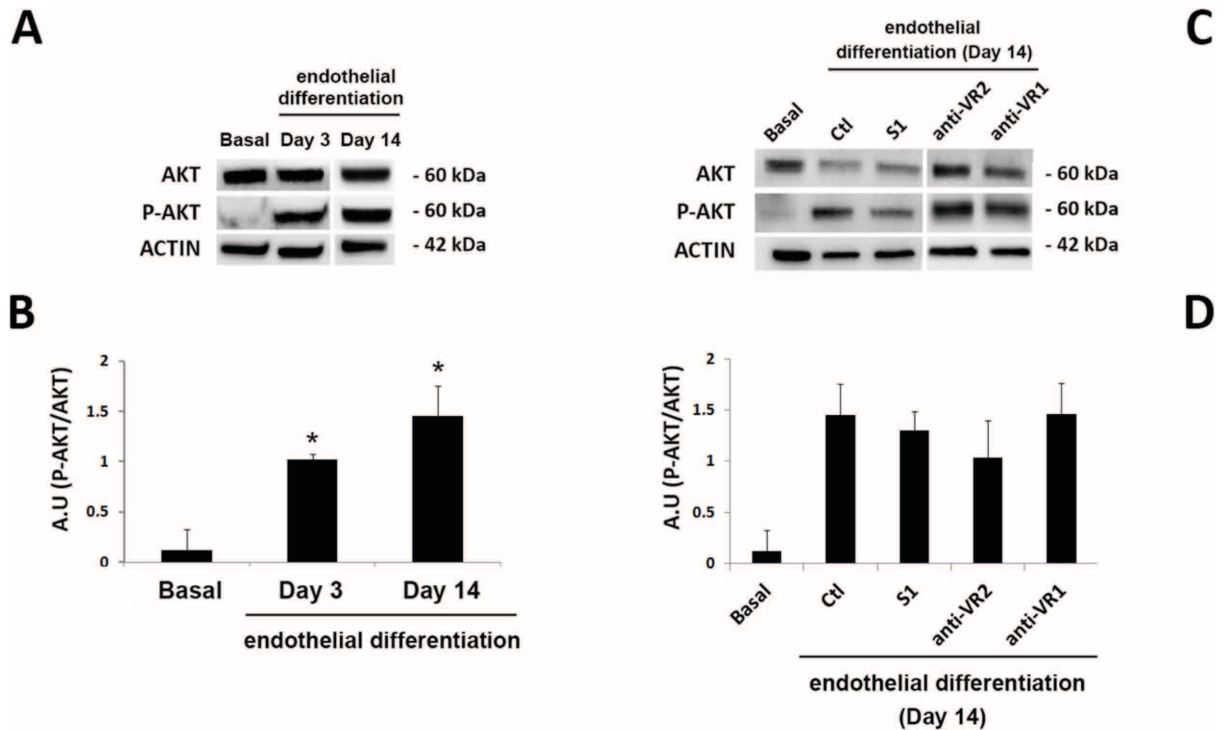 A
endothelial
differentiation
Basal Day 3 Day 14
AKT - 60 kDa
P-AKT - 60 kDa
ACTIN - 42 kDa
C
endothelial
differentiation (Day 14)
Basal Ctl S1 anti-VR2 anti-VR1
AKT - 60 kDa
P-AKT - 60 kDa
ACTIN - 42 kDa
B
A.U (P-AKT/AKT)
2
1.5
1
0.5
0
* *
Basal Day 3 Day 14
endothelial differentiation
D
A.U (P-AKT/AKT)
2
1.5
1
0.5
0
Basal Ctl S1 anti-VR2 anti-VR1
endothelial differentiation
(Day 14)